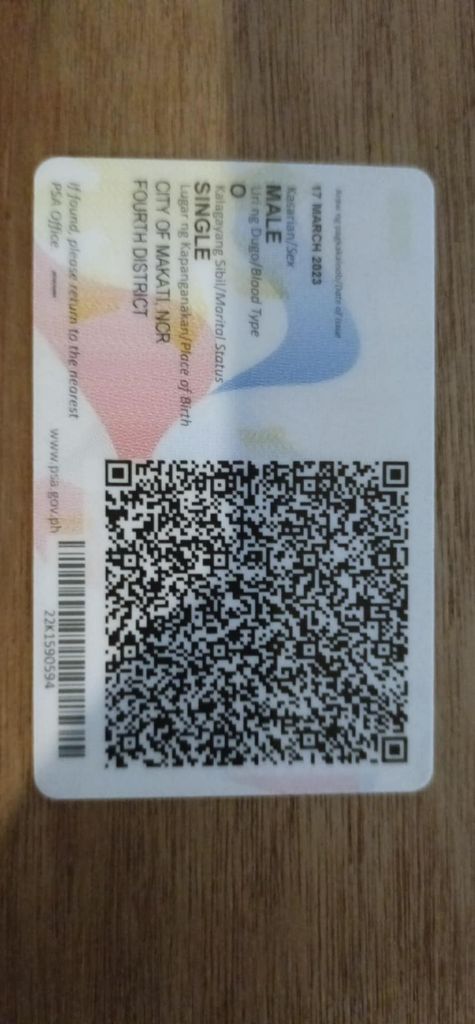 Araw ng pagkakaloob/Date of issue
17 MARCH 2023
Kasarian/Sex
MALE
Uri ng Dugo/Blood Type
O
Kalagayang Sibil/Marital Status
SINGLE
Lugar ng Kapanganakan/Place of Birth
CITY OF MAKATI, NCR
FOURTH DISTRICT
If found, please return to the nearest
PSA Office
www.psa.gov.ph
22K1590594